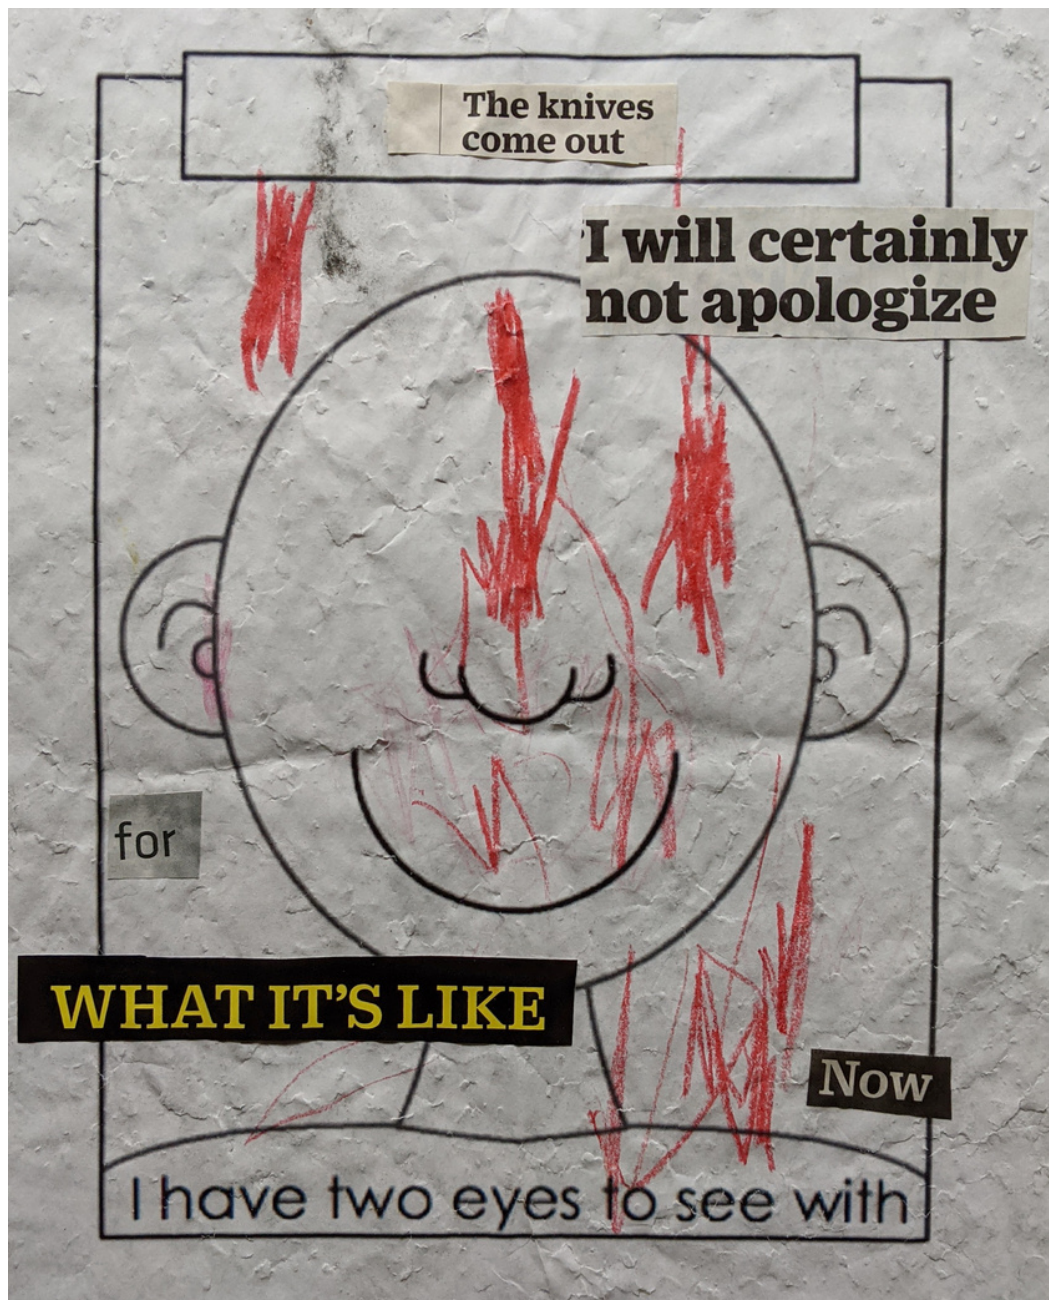 The knives
come out
'I will certainly
not apologize
for
WHAT IT'S LIKE
Now
I have two eyes to see with